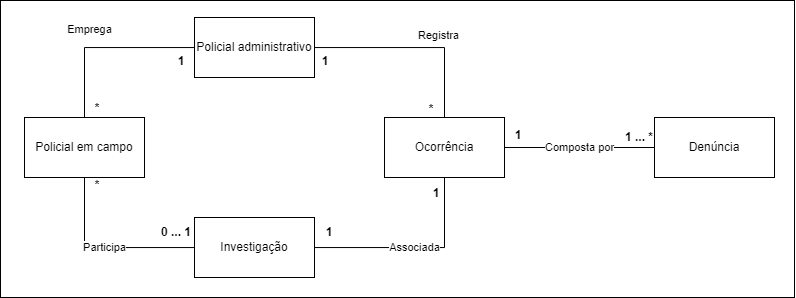 Emprega
Policial administrativo
Registra
1
1
*
*
Policial em campo
Ocorrência
1
Composta por
1 ... *
Denúncia
*
1
0 ... 1
1
Participa
Investigação
Associada